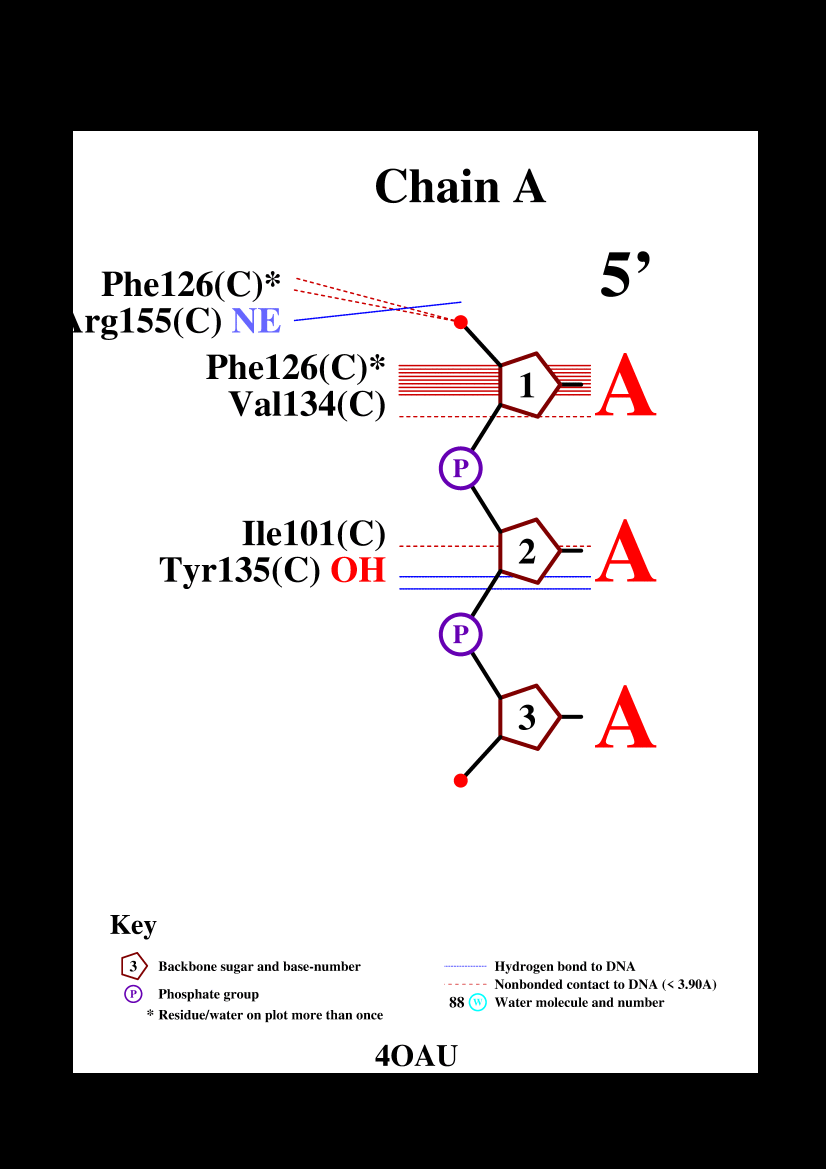 Chain A
5’
Phe126(C)*
Arg155(C) NE
Phe126(C)*
1 A
Val134(C)
P
Ile101(C)
2 A
Tyr135(C) OH
P
3 A
Key
3 Backbone sugar and base-number
P Phosphate group
* Residue/water on plot more than once
Hydrogen bond to DNA
Nonbonded contact to DNA (< 3.90A)
88 W Water molecule and number
4OAU